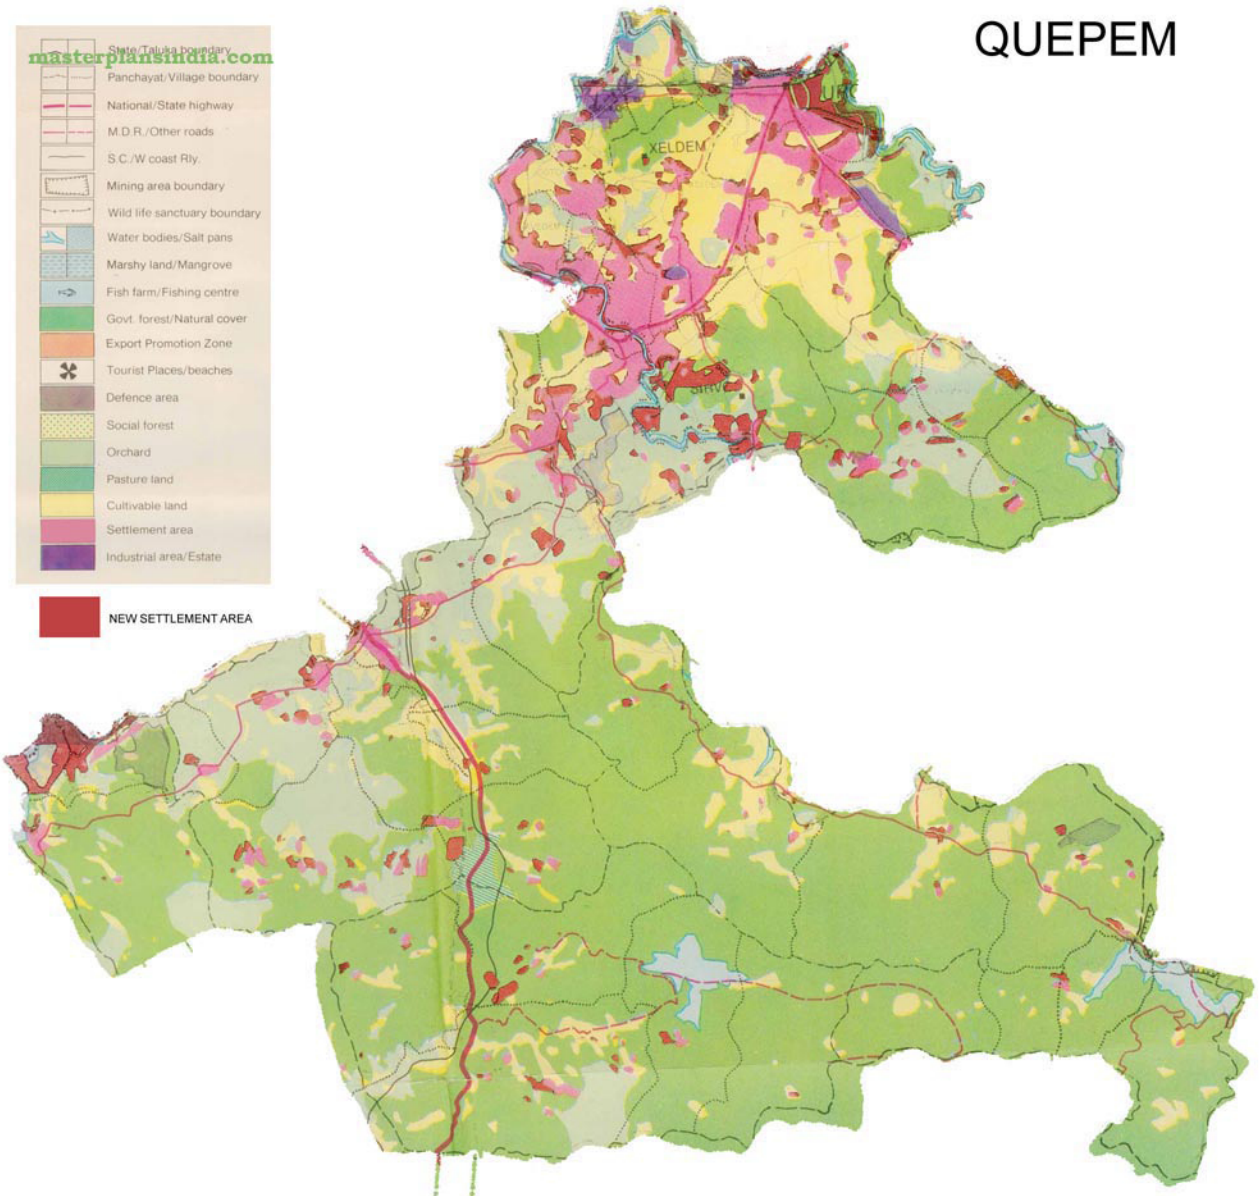 QUEPEM
State/Taluka boundary
masterplansindia.com
Panchayat/Village boundary
National/State highway
M.D.R./Other roads
S.C./W coast Rly.
Mining area boundary
Wild life sanctuary boundary
Water bodies/Salt pans
Marshy land/Mangrove
Fish farm/Fishing centre
Govt. forest/Natural cover
Export Promotion Zone
Tourist Places/beaches
Defence area
Social forest
Orchard
Pasture land
Cultivable land
Settlement area
Industrial area/Estate
NEW SETTLEMENT AREA
XELDEM